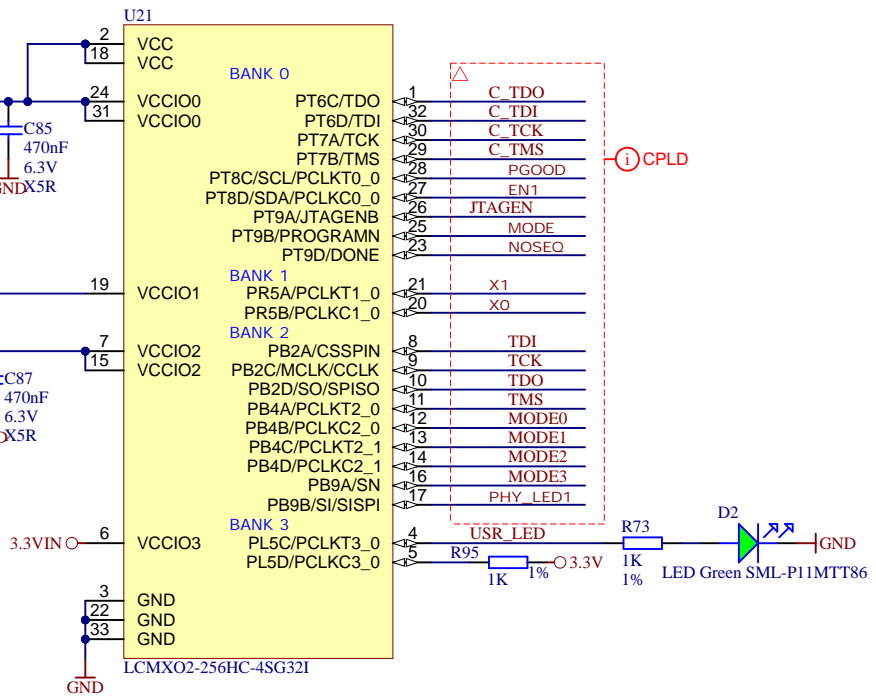 U21
2 VCC
18 VCC
BANK 0
24 VCCIO0 PT6C/TDO 1 C_TDO
31 VCCIO0 PT6D/TDI 32 C_TDI
PT7A/TCK 30 C_TCK
PT7B/TMS 29 C_TMS
PT8C/SCL/PCLKT0_0 28 PGOOD
PT8D/SDA/PCLKC0_0 27 EN1
PT9A/JTAGENB 26 JTAGEN
PT9B/PROGRAMN 25 MODE
PT9D/DONE 23 NOSEQ
i CPLD
C85
470nF
6.3V
X5R
GND
BANK 1
19 VCCIO1 PR5A/PCLKT1_0 21 X1
PR5B/PCLKC1_0 20 X0
BANK 2
7 VCCIO2 PB2A/CSSPIN 8 TDI
15 VCCIO2 PB2C/MCLK/CCLK 9 TCK
PB2D/SO/SPISO 10 TDO
PB4A/PCLKT2_0 11 TMS
PB4B/PCLKC2_0 12 MODE0
PB4C/PCLKT2_1 13 MODE1
PB4D/PCLKC2_1 14 MODE2
PB9A/SN 16 MODE3
PB9B/SI/SISPI 17 PHY_LED1
C87
470nF
6.3V
X5R
BANK 3
3.3VIN 6 VCCIO3 PL5C/PCLKT3_0 4 USR_LED
PL5D/PCLKC3_0 5 R95 1K 1% 3.3V
R73
1K
1%
D2
GND
LED Green SML-P11MTT86
3 GND
22 GND
33 GND
GND
LCMXO2-256HC-4SG32I